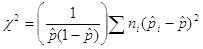 χ² = (1 / p̂(1 − p̂)) ∑ nᵢ(p̂ᵢ − p̂)²